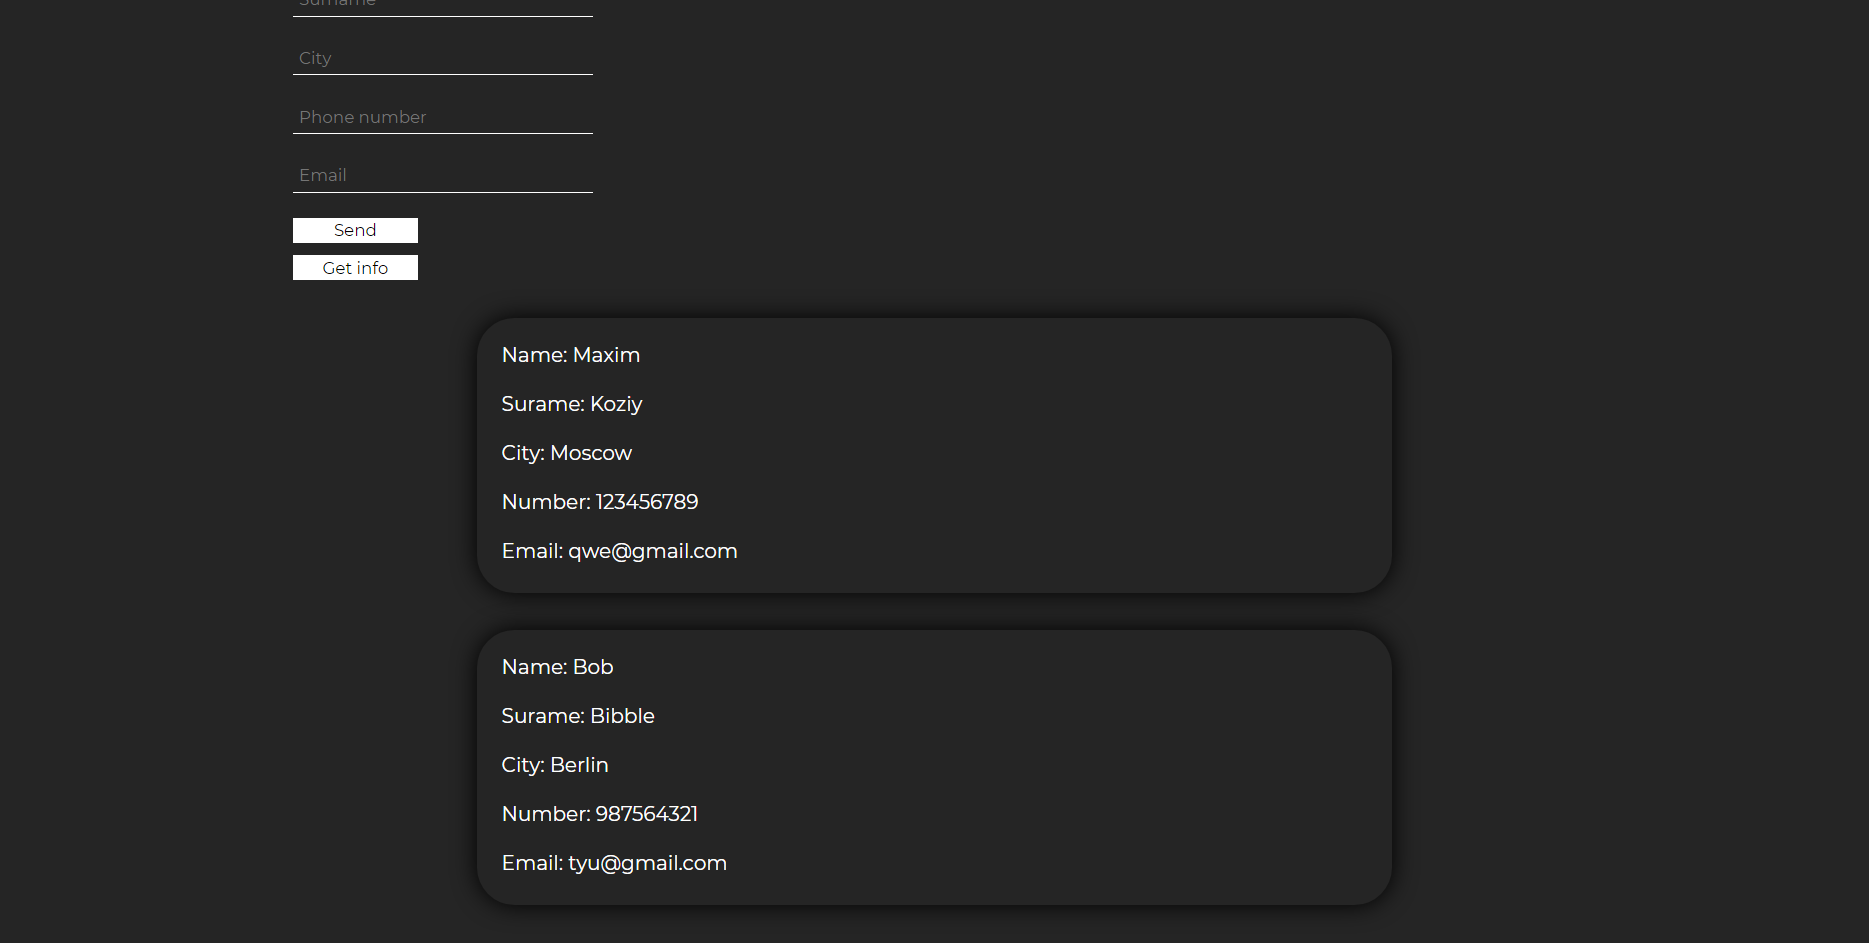 Surname
City
Phone number
Email
Send
Get info
Name: Maxim
Surame: Koziy
City: Moscow
Number: 123456789
Email: qwe@gmail.com
Name: Bob
Surame: Bibble
City: Berlin
Number: 987564321
Email: tyu@gmail.com